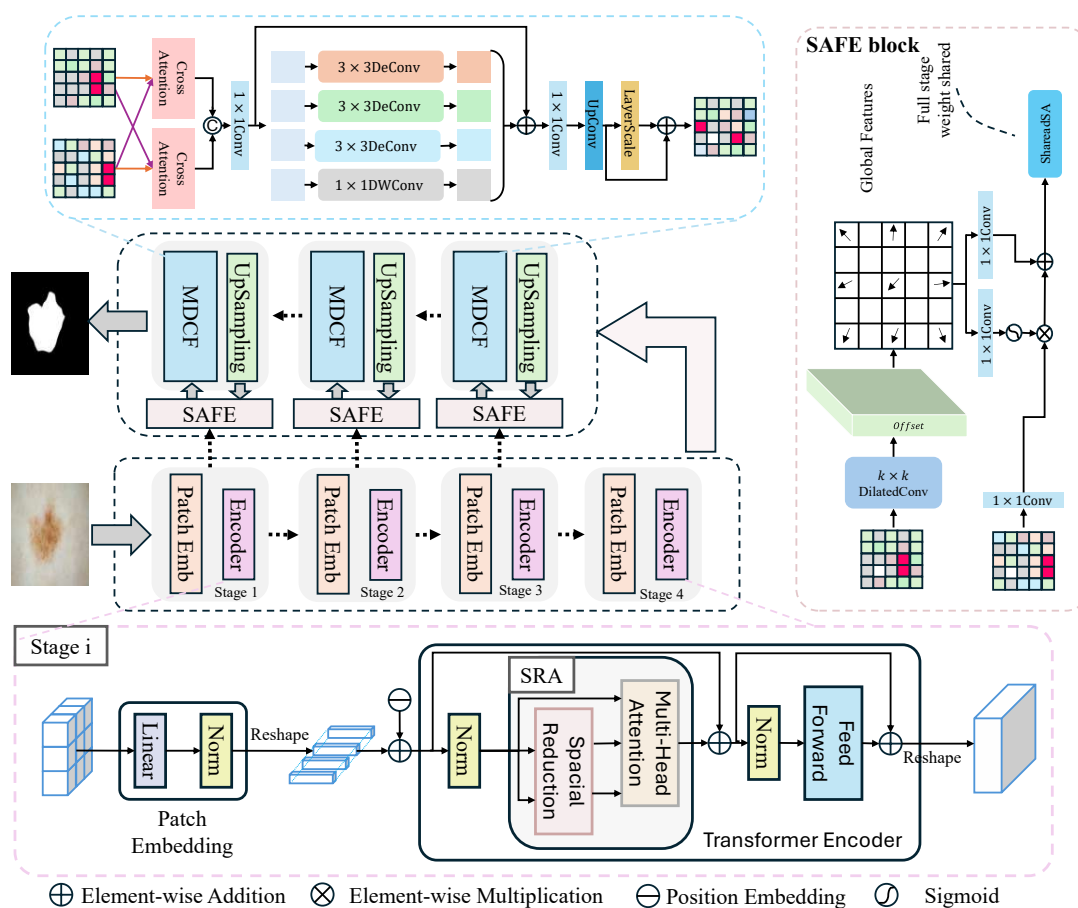 Cross
Attention
Cross
Attention
C
1 × 1Conv
3 × 3DeConv
3 × 3DeConv
3 × 3DeConv
1 × 1DWConv
1 × 1Conv
UpConv
LayerScale
MDCF
UpSampling
MDCF
UpSampling
MDCF
UpSampling
SAFE
SAFE
SAFE
Patch Emb
Encoder
Stage 1
Patch Emb
Encoder
Stage 2
Patch Emb
Encoder
Stage 3
Patch Emb
Encoder
Stage 4
SAFE block
Global Features
Full stage
weight shared
ShareadSA
1 × 1Conv
1 × 1Conv
Offset
k × k
DilatedConv
1 × 1Conv
Stage i
Linear
Norm
Patch
Embedding
Reshape
Norm
SRA
Spacial
Reduction
Multi-Head
Attention
Norm
Feed
Forward
Reshape
Transformer Encoder
Element-wise Addition
Element-wise Multiplication
Position Embedding
Sigmoid